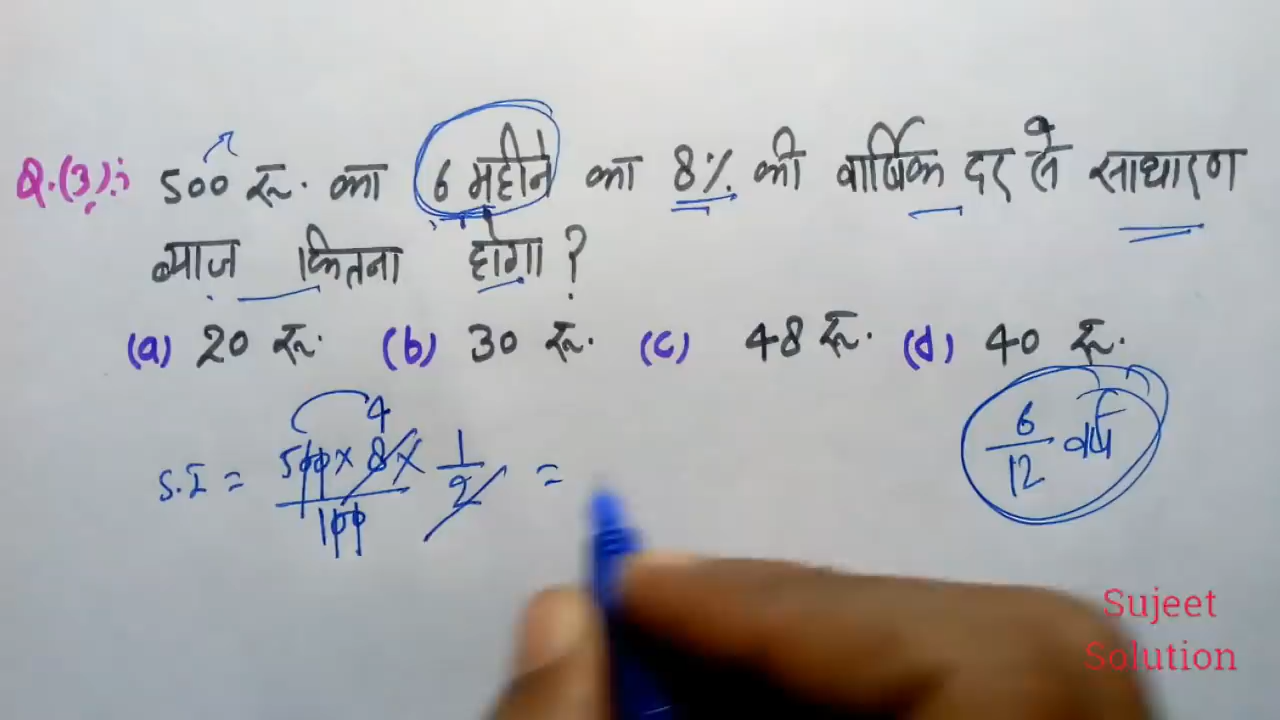 Q.(3):- 500 रू. का 6 महीने का 8% की वार्षिक दर से साधारण
ब्याज कितना होगा ?
(a) 20 रू. (b) 30 रू. (c) 48 रू. (d) 40 रू.
S.I = 500 × 8 × 1/2 / 100 =
4
6/12 वर्ष
Sujeet
Solution